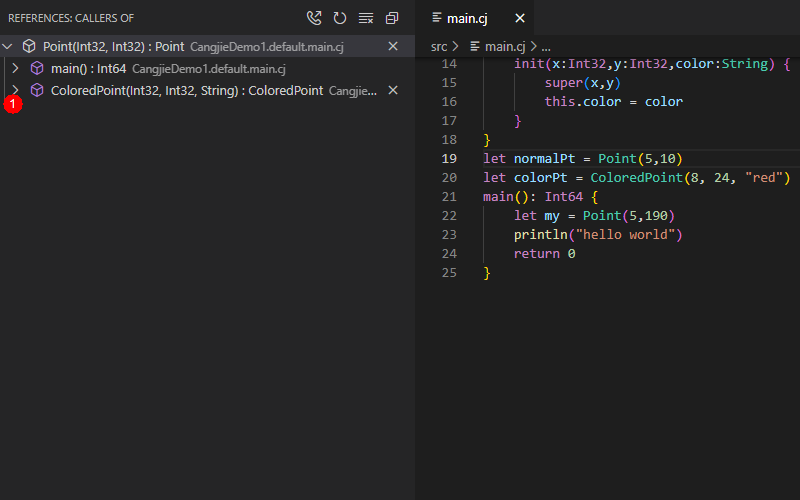 REFERENCES: CALLERS OF
Point(Int32, Int32) : Point CangjieDemo1.default.main.cj
main() : Int64 CangjieDemo1.default.main.cj
ColoredPoint(Int32, Int32, String) : ColoredPoint Cangjie...
1
main.cj
src > main.cj > ...
14 init(x:Int32,y:Int32,color:String) {
15 super(x,y)
16 this.color = color
17 }
18 }
19 let normalPt = Point(5,10)
20 let colorPt = ColoredPoint(8, 24, "red")
21 main(): Int64 {
22 let my = Point(5,190)
23 println("hello world")
24 return 0
25 }